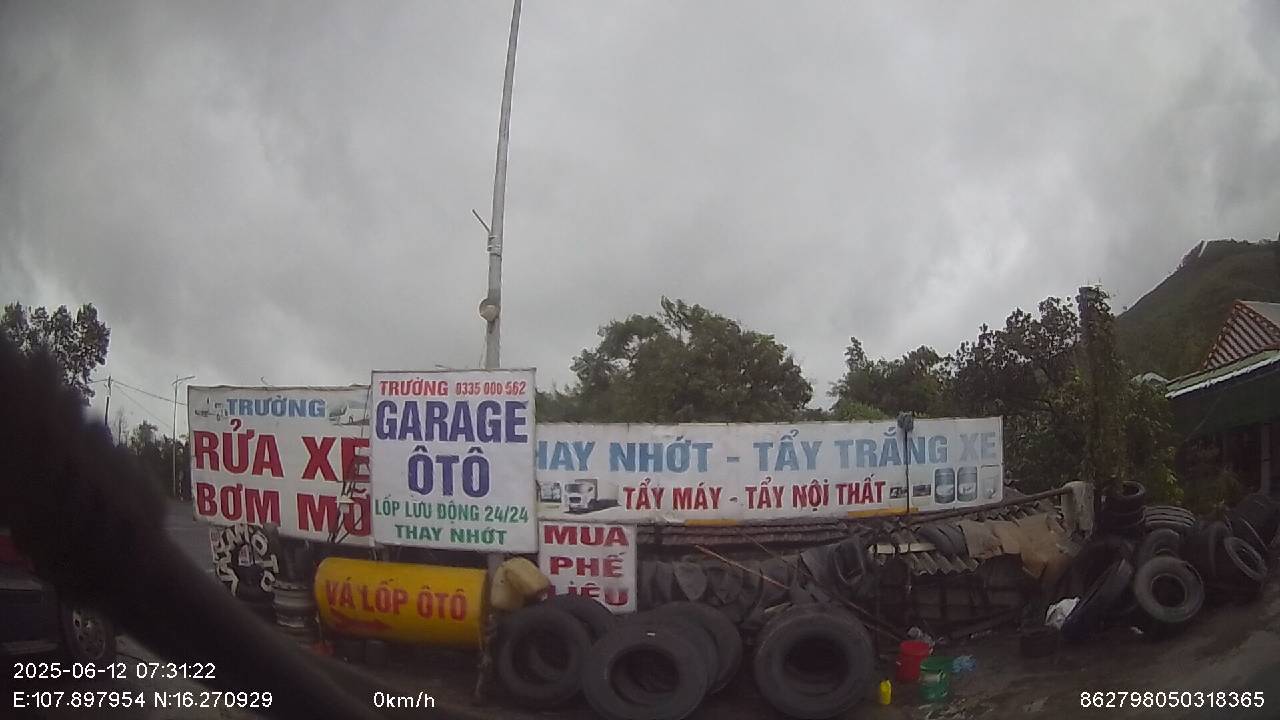 TRƯỜNG
RỬA XE
BƠM MỠ
TRƯỜNG 0335 000 562
GARAGE
ÔTÔ
LỐP LƯU ĐỘNG 24/24
THAY NHỚT
HAY NHỚT - TẨY TRẮNG XE
TẨY MÁY - TẨY NỘI THẤT
MUA
PHẾ
LIỆU
VÁ LỐP ÔTÔ
2025-06-12 07:31:22
E:107.897954 N:16.270929
0km/h
862798050318365